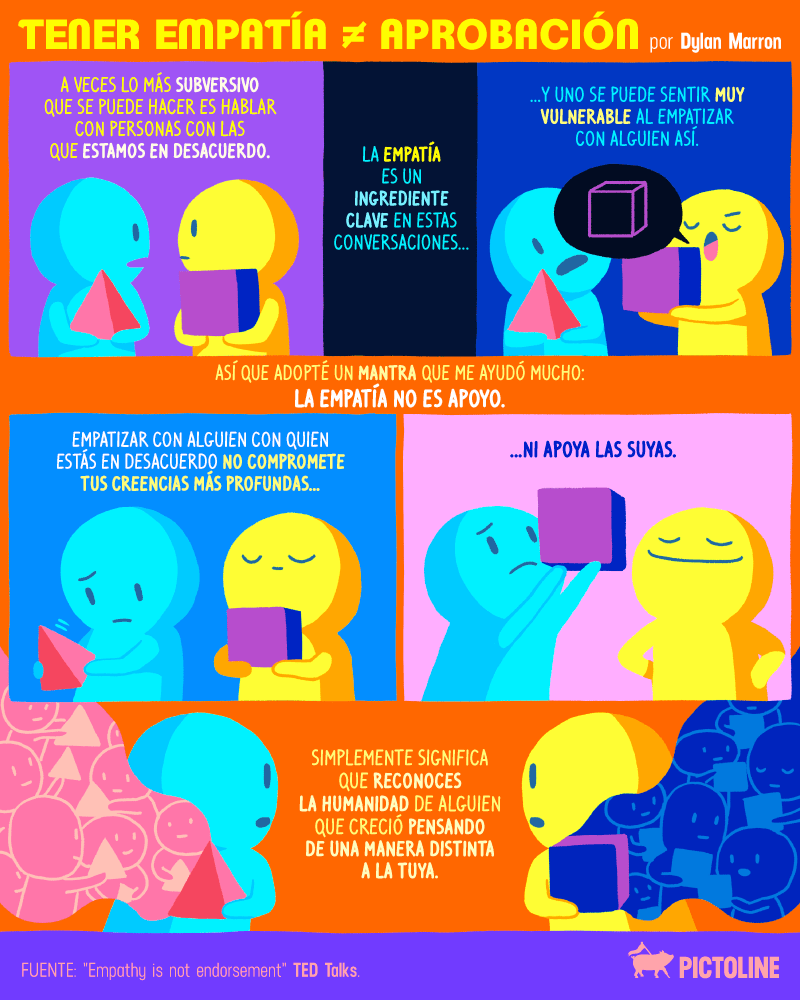 TENER EMPATÍA ≠ APROBACIÓN por Dylan Marron
A VECES LO MÁS SUBVERSIVO
QUE SE PUEDE HACER ES HABLAR
CON PERSONAS CON LAS
QUE ESTAMOS EN DESACUERDO.
LA EMPATÍA
ES UN
INGREDIENTE
CLAVE EN ESTAS
CONVERSACIONES...
...Y UNO SE PUEDE SENTIR MUY
VULNERABLE AL EMPATIZAR
CON ALGUIEN ASÍ.
ASÍ QUE ADOPTÉ UN MANTRA QUE ME AYUDÓ MUCHO:
LA EMPATÍA NO ES APOYO.
EMPATIZAR CON ALGUIEN CON QUIEN
ESTÁS EN DESACUERDO NO COMPROMETE
TUS CREENCIAS MÁS PROFUNDAS...
...NI APOYA LAS SUYAS.
SIMPLEMENTE SIGNIFICA
QUE RECONOCES
LA HUMANIDAD DE ALGUIEN
QUE CRECIÓ PENSANDO
DE UNA MANERA DISTINTA
A LA TUYA.
FUENTE: "Empathy is not endorsement" TED Talks.
PICTOLINE